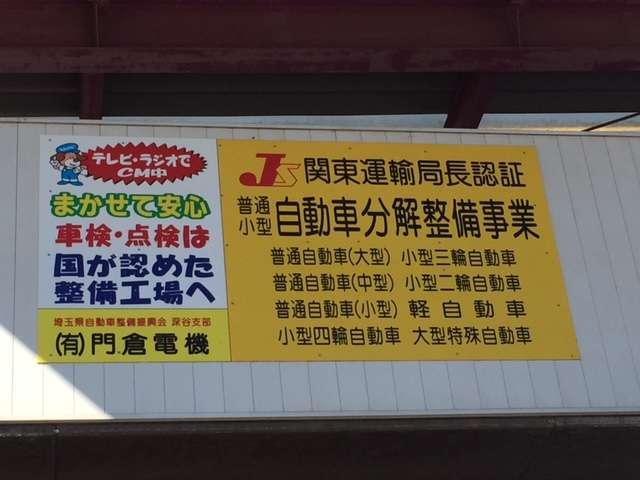 テレビ・ラジオで
CM中
まかせて安心
車検・点検は
国が認めた
整備工場へ
埼玉県自動車整備振興会 深谷支部
(有)門倉電機
JS 関東運輸局長認証
普通
小型
自動車分解整備事業
普通自動車(大型) 小型三輪自動車
普通自動車(中型) 小型二輪自動車
普通自動車(小型) 軽自動車
小型四輪自動車 大型特殊自動車